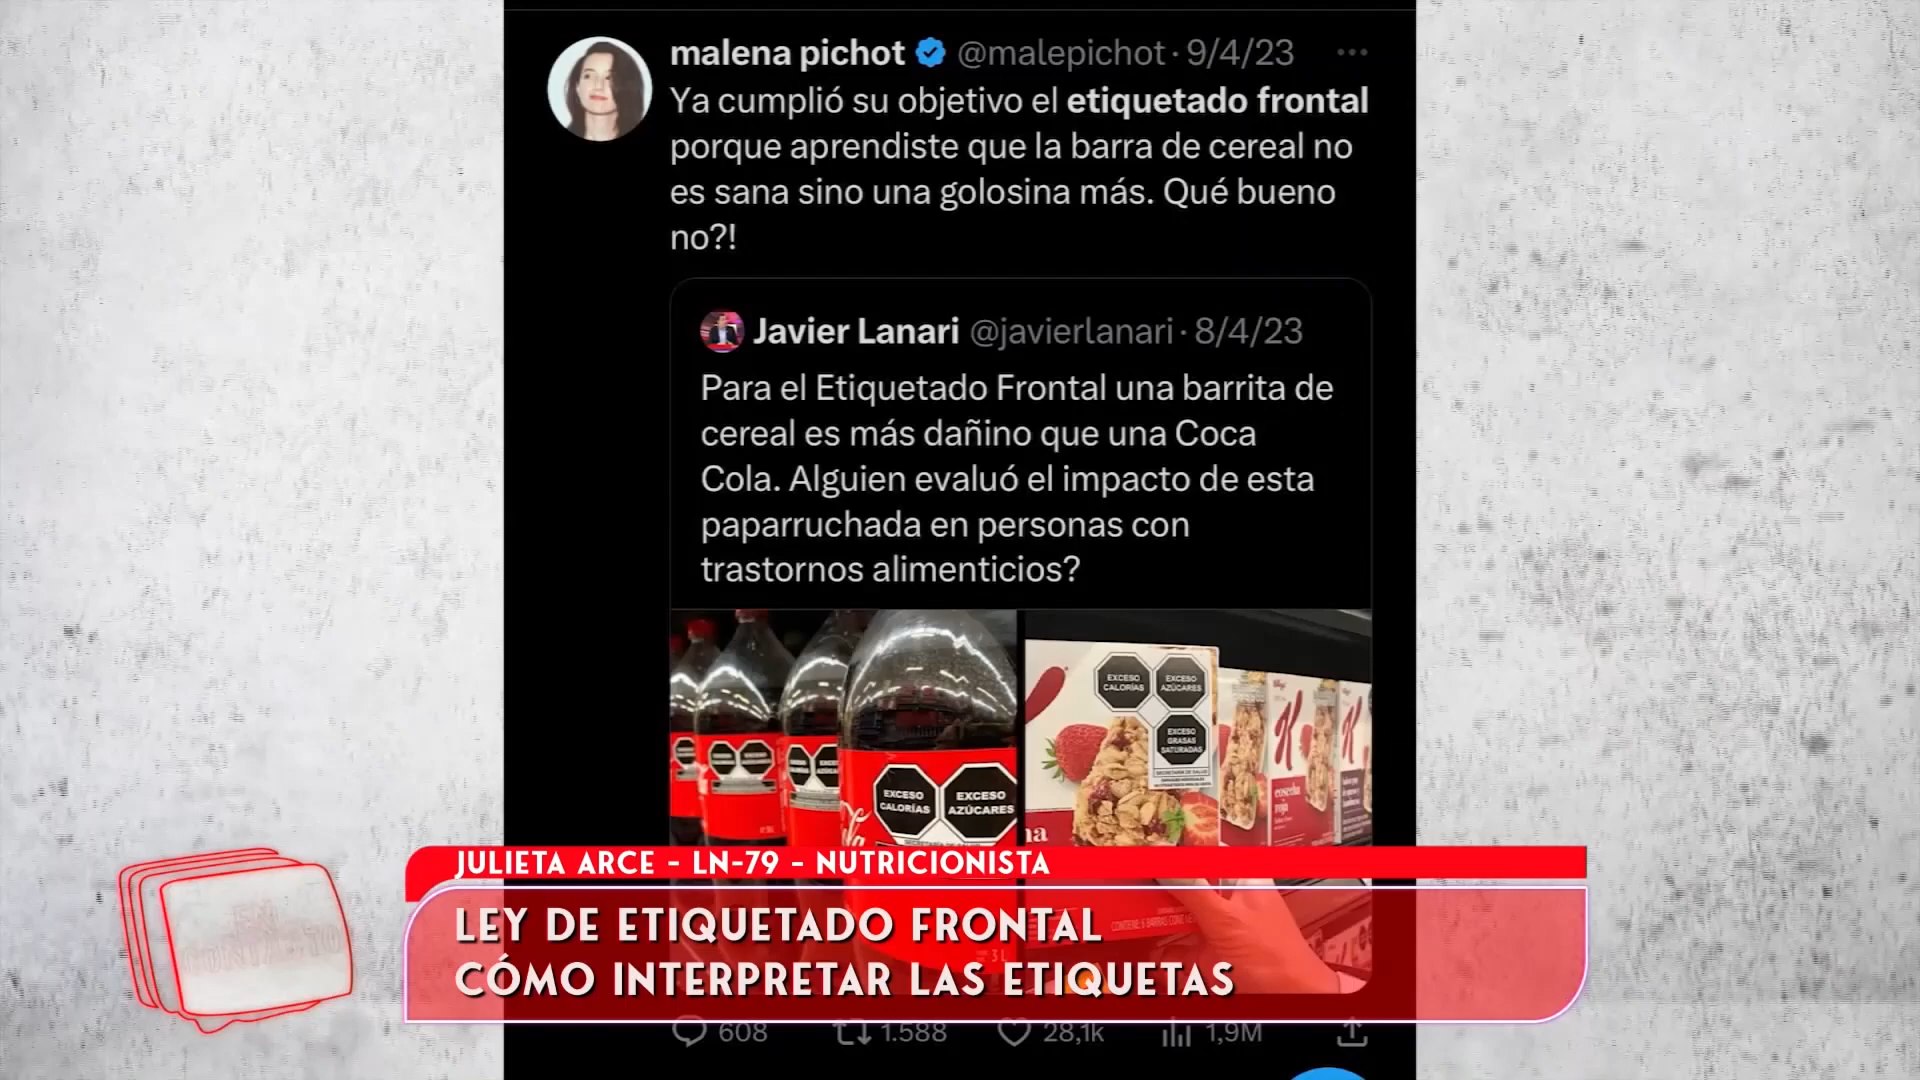 malena pichot @malepichot · 9/4/23
Ya cumplió su objetivo el etiquetado frontal
porque aprendiste que la barra de cereal no
es sana sino una golosina más. Qué bueno
no?!
Javier Lanari @javierlanari · 8/4/23
Para el Etiquetado Frontal una barrita de
cereal es más dañino que una Coca
Cola. Alguien evaluó el impacto de esta
paparruchada en personas con
trastornos alimenticios?
EXCESO CALORÍAS
EXCESO AZÚCARES
EXCESO CALORÍAS
EXCESO AZÚCARES
EXCESO GRASAS SATURADAS
SECRETARÍA DE SALUD
K
3 L
JULIETA ARCE - LN-79 - NUTRICIONISTA
LEY DE ETIQUETADO FRONTAL
CÓMO INTERPRETAR LAS ETIQUETAS
608 1.588 28,1k 1,9M